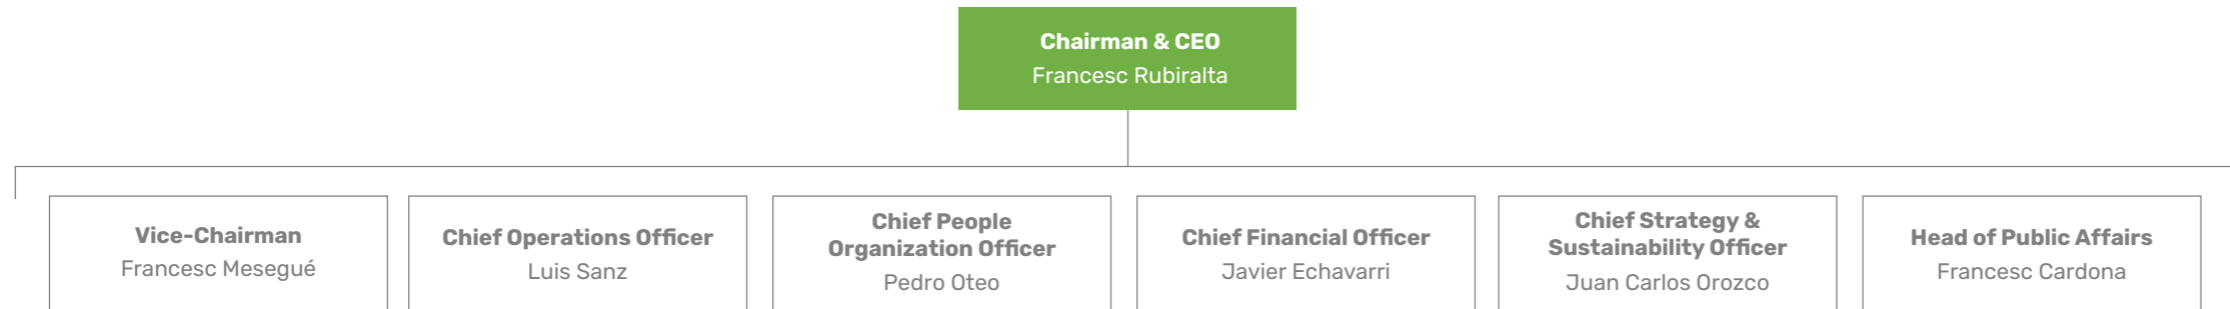 Chairman & CEO
Francesc Rubiralta
Vice-Chairman
Francesc Mesegué
Chief Operations Officer
Luis Sanz
Chief People
Organization Officer
Pedro Oteo
Chief Financial Officer
Javier Echavarri
Chief Strategy &
Sustainability Officer
Juan Carlos Orozco
Head of Public Affairs
Francesc Cardona